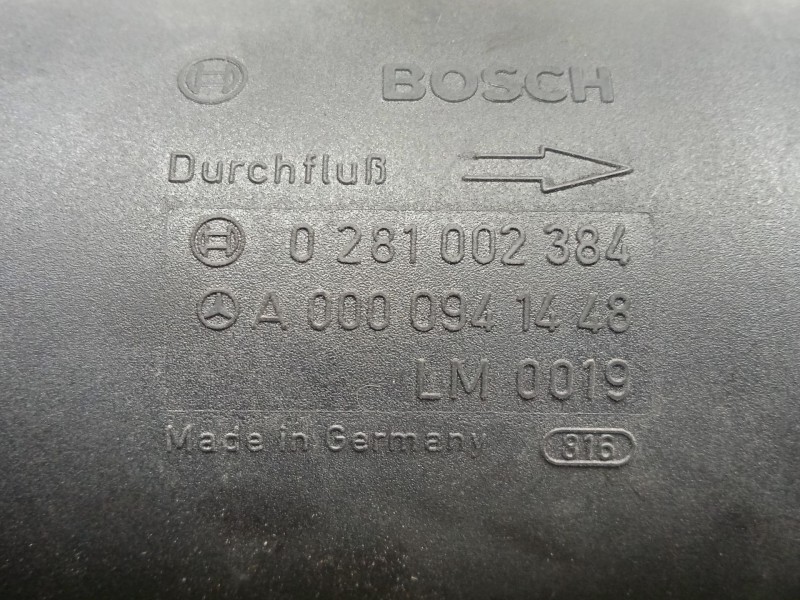 BOSCH
Durchfluß
0 281 002 384
A 000 094 14 48
LM 0019
Made in Germany 816